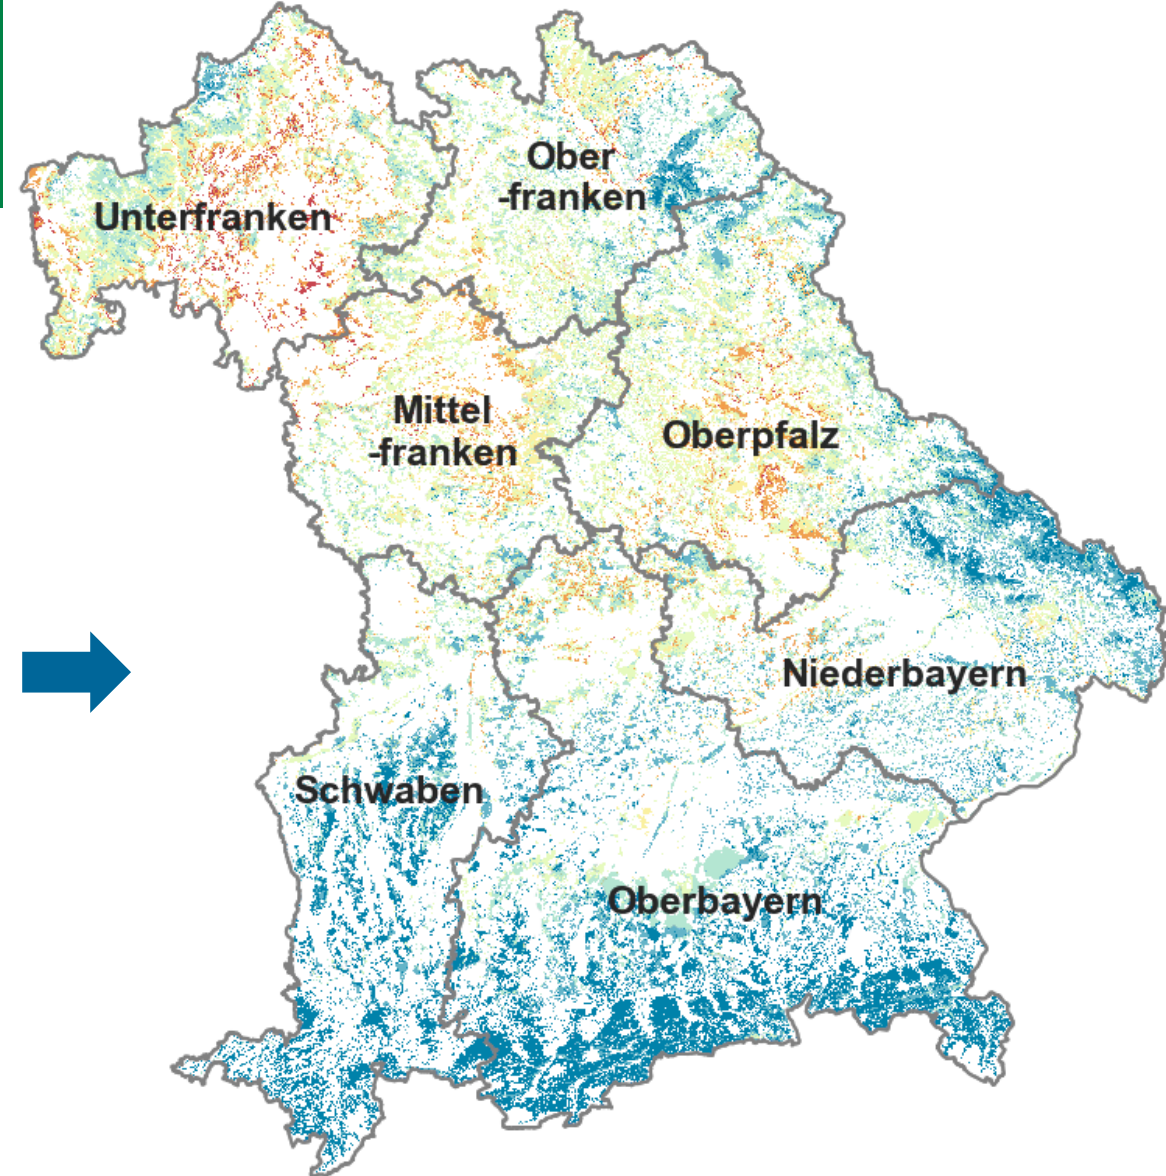 Ober
-franken
Unterfranken
Mittel
-franken
Oberpfalz
Niederbayern
Schwaben
Oberbayern